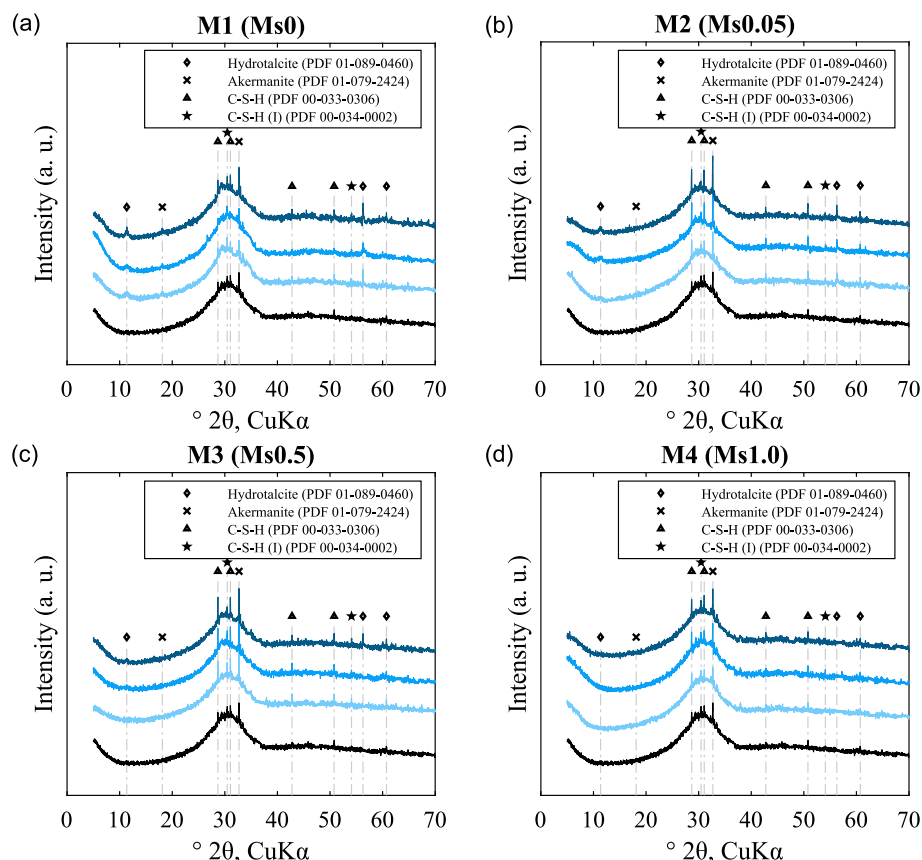 (a)
M1 (Ms0)
Hydrotalcite (PDF 01-089-0460)
Akermanite (PDF 01-079-2424)
C-S-H (PDF 00-033-0306)
C-S-H (I) (PDF 00-034-0002)
Intensity (a. u.)
0 10 20 30 40 50 60 70
° 2θ, CuKα
(b)
M2 (Ms0.05)
Hydrotalcite (PDF 01-089-0460)
Akermanite (PDF 01-079-2424)
C-S-H (PDF 00-033-0306)
C-S-H (I) (PDF 00-034-0002)
Intensity (a. u.)
0 10 20 30 40 50 60 70
° 2θ, CuKα
(c)
M3 (Ms0.5)
Hydrotalcite (PDF 01-089-0460)
Akermanite (PDF 01-079-2424)
C-S-H (PDF 00-033-0306)
C-S-H (I) (PDF 00-034-0002)
Intensity (a. u.)
0 10 20 30 40 50 60 70
° 2θ, CuKα
(d)
M4 (Ms1.0)
Hydrotalcite (PDF 01-089-0460)
Akermanite (PDF 01-079-2424)
C-S-H (PDF 00-033-0306)
C-S-H (I) (PDF 00-034-0002)
Intensity (a. u.)
0 10 20 30 40 50 60 70
° 2θ, CuKα